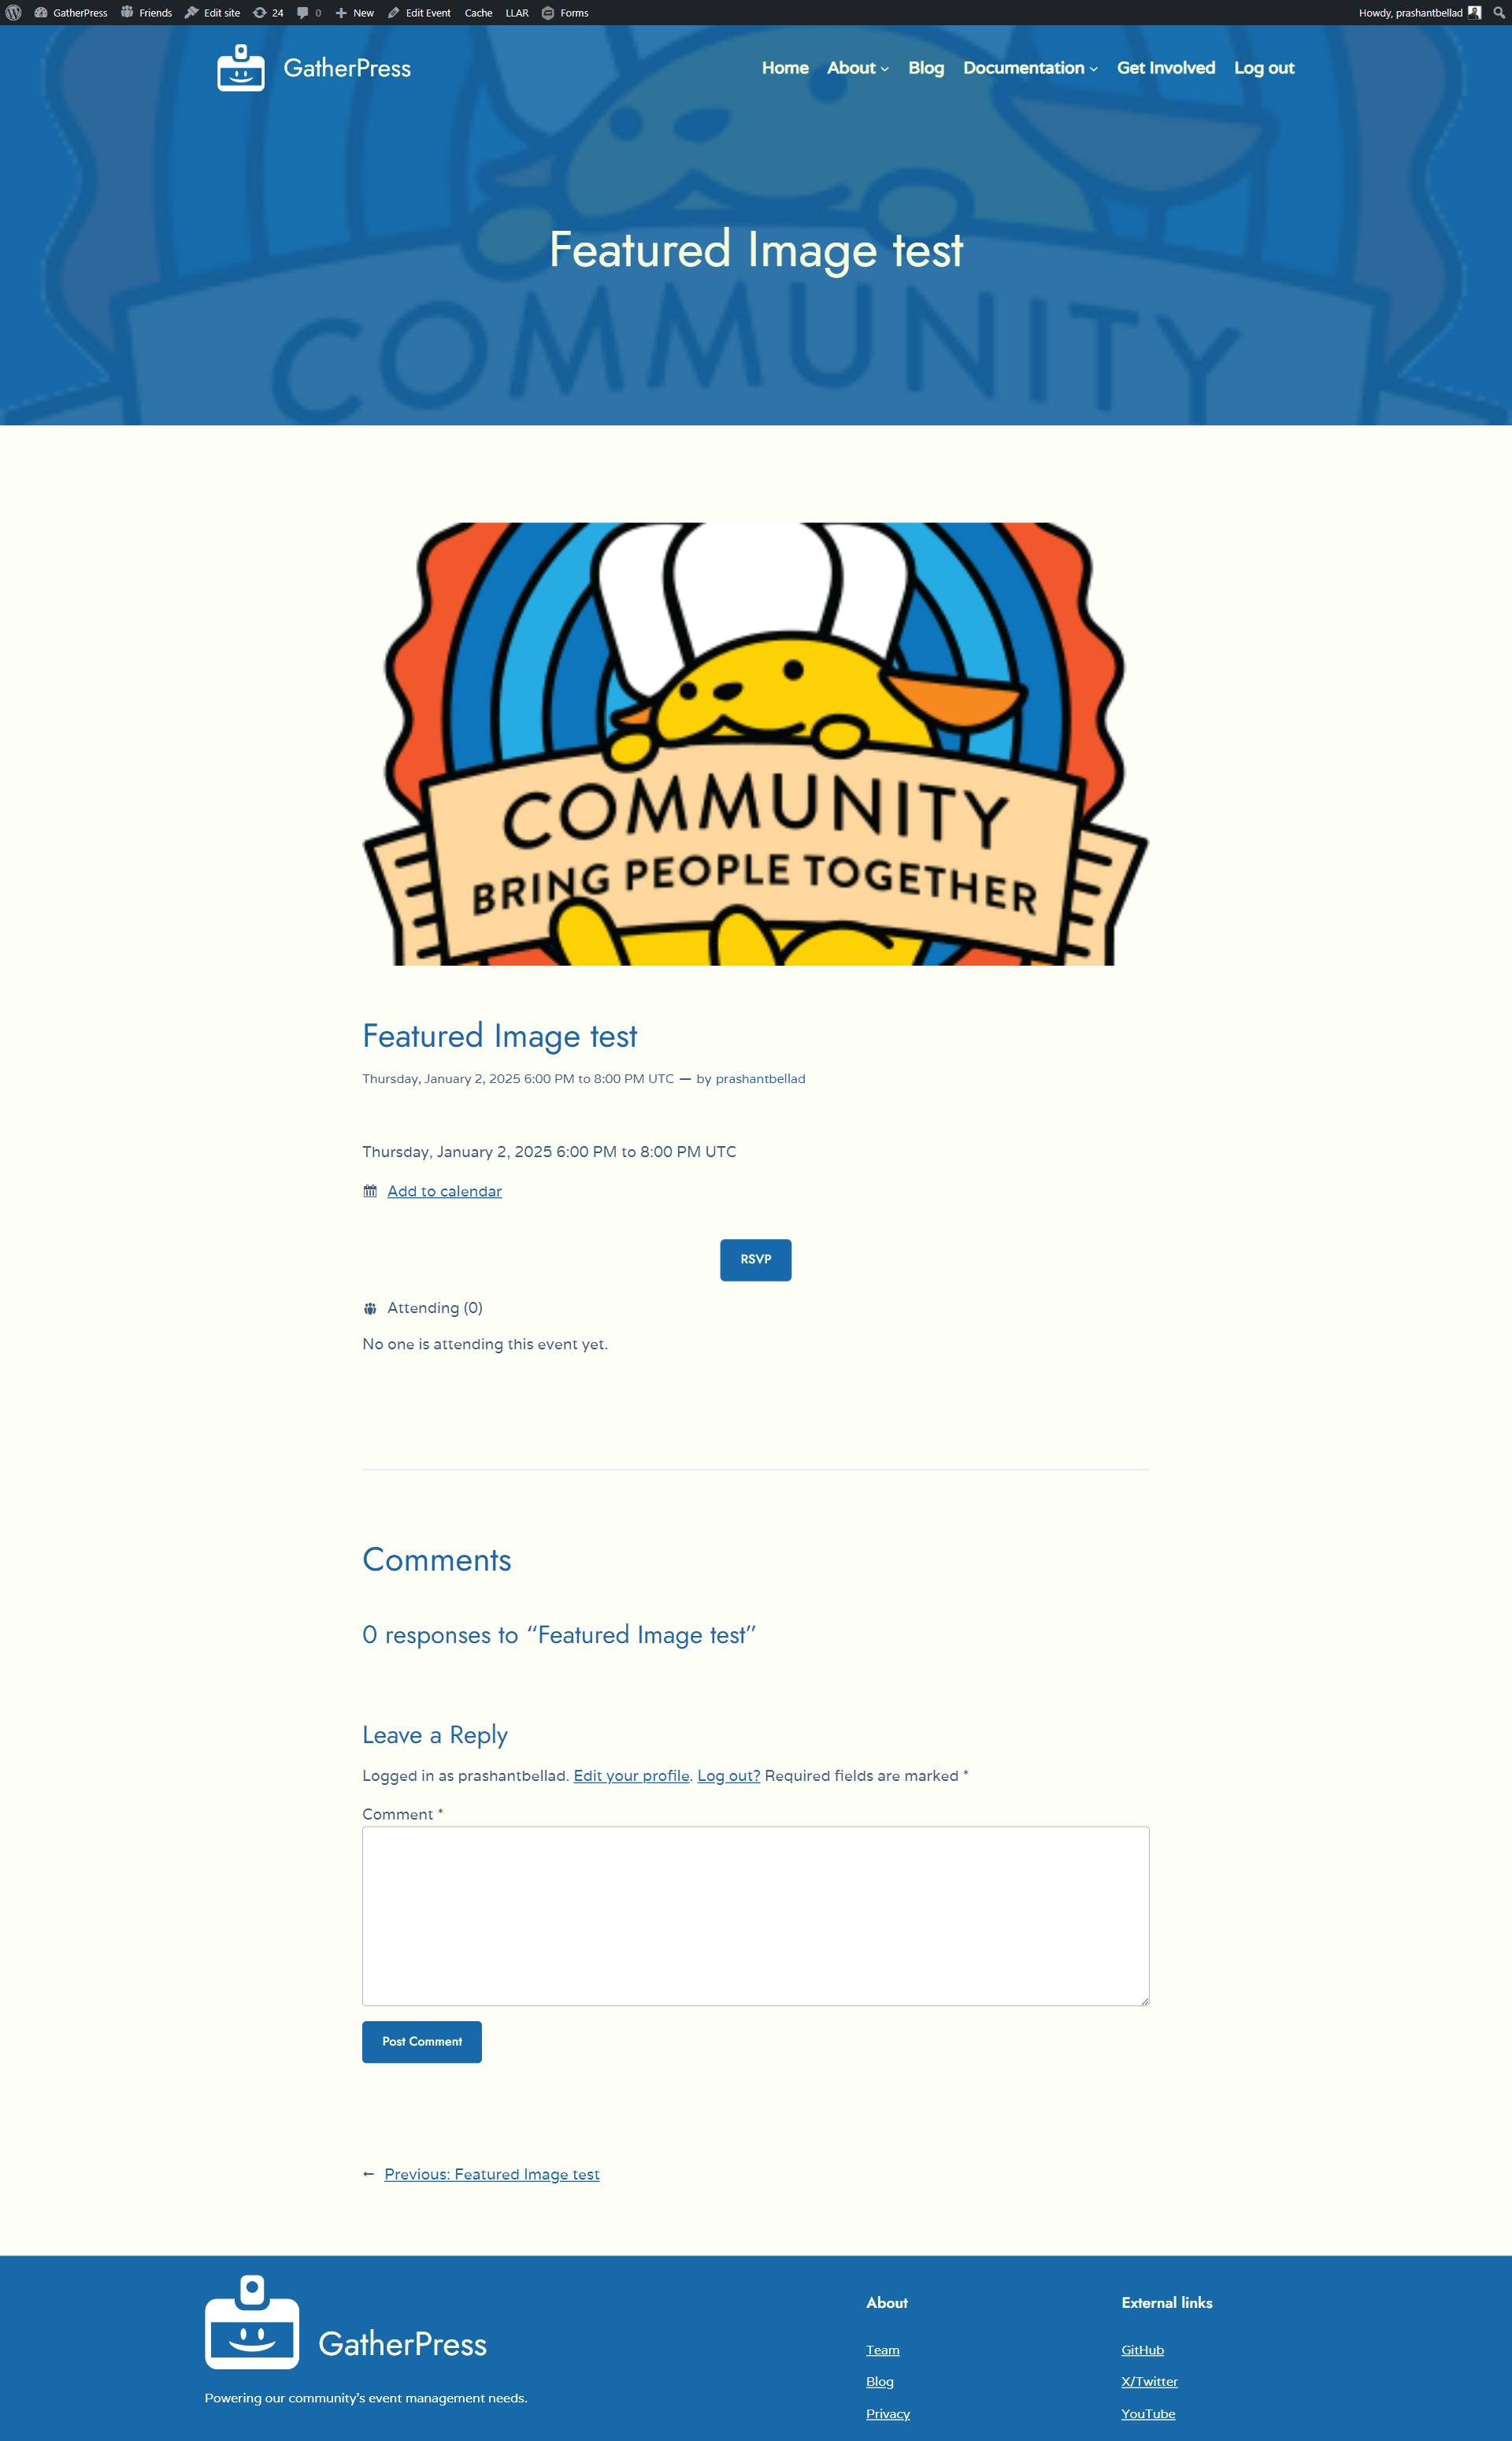 GatherPress Friends Edit site 24 0 New Edit Event Cache LLAR Forms Howdy, prashantbellad
GatherPress Home About Blog Documentation Get Involved Log out
Featured Image test
COMMUNITY
COMMUNITY
BRING PEOPLE TOGETHER
Featured Image test
Thursday, January 2, 2025 6:00 PM to 8:00 PM UTC — by prashantbellad
Thursday, January 2, 2025 6:00 PM to 8:00 PM UTC
Add to calendar
RSVP
Attending (0)
No one is attending this event yet.
Comments
0 responses to “Featured Image test”
Leave a Reply
Logged in as prashantbellad. Edit your profile. Log out? Required fields are marked *
Comment *
Post Comment
← Previous: Featured Image test
GatherPress
Powering our community’s event management needs.
About
Team
Blog
Privacy
External links
GitHub
X/Twitter
YouTube